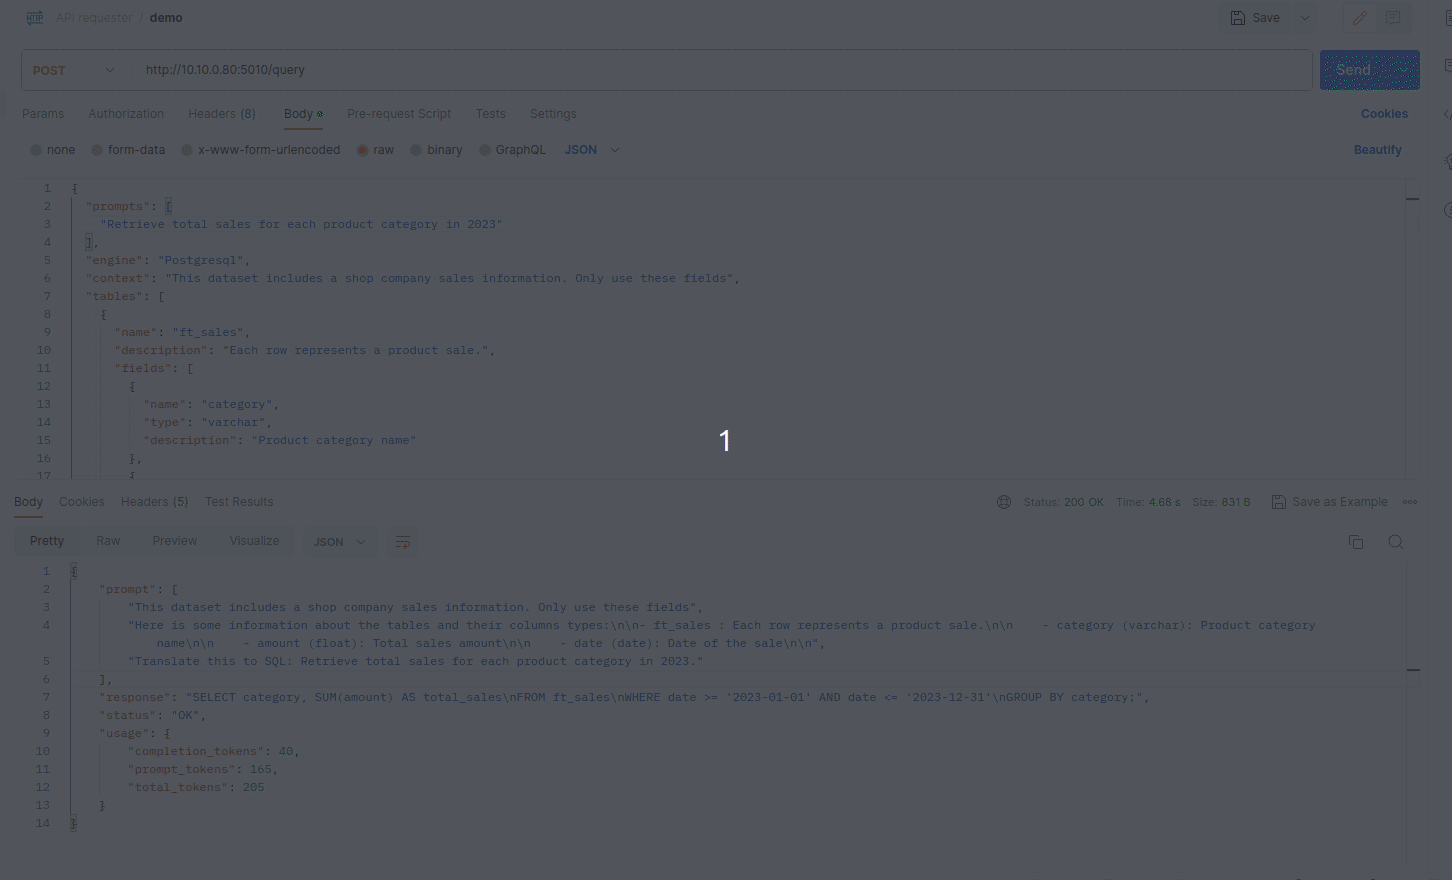 HTTP API requester / demo Save
POST http://10.10.0.80:5010/query Send
Params Authorization Headers (8) Body Pre-request Script Tests Settings Cookies
none form-data x-www-form-urlencoded raw binary GraphQL JSON Beautify
1 {
2 "prompts": [
3 "Retrieve total sales for each product category in 2023"
4 ],
5 "engine": "Postgresql",
6 "context": "This dataset includes a shop company sales information. Only use these fields",
7 "tables": [
8 {
9 "name": "ft_sales",
10 "description": "Each row represents a product sale.",
11 "fields": [
12 {
13 "name": "category",
14 "type": "varchar",
15 "description": "Product category name"
1
16 },
17 {
Body Cookies Headers (5) Test Results Status: 200 OK Time: 4.68 s Size: 831 B Save as Example
Pretty Raw Preview Visualize JSON
1 {
2 "prompt": [
3 "This dataset includes a shop company sales information. Only use these fields",
4 "Here is some information about the tables and their columns types:\n\n- ft_sales : Each row represents a product sale.\n\n    - category (varchar): Product category
name\n\n    - amount (float): Total sales amount\n\n    - date (date): Date of the sale\n\n",
5 "Translate this to SQL: Retrieve total sales for each product category in 2023."
6 ],
7 "response": "SELECT category, SUM(amount) AS total_sales\nFROM ft_sales\nWHERE date >= '2023-01-01' AND date <= '2023-12-31'\nGROUP BY category;",
8 "status": "OK",
9 "usage": {
10 "completion_tokens": 40,
11 "prompt_tokens": 165,
12 "total_tokens": 205
13 }
14 }